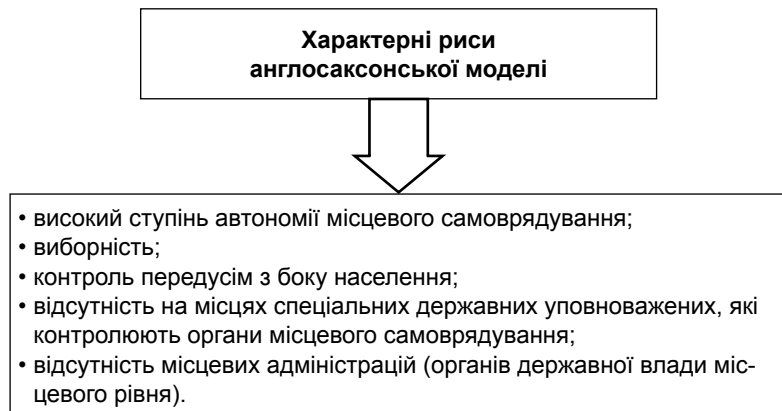 Характерні риси
англосаксонської моделі
• високий ступінь автономії місцевого самоврядування;
• виборність;
• контроль передусім з боку населення;
• відсутність на місцях спеціальних державних уповноважених, які
контролюють органи місцевого самоврядування;
• відсутність місцевих адміністрацій (органів державної влади міс-
цевого рівня).